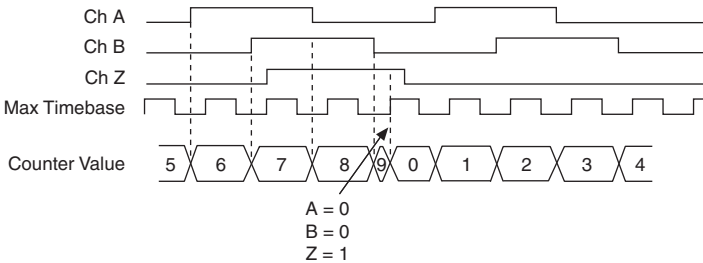 Ch A
Ch B
Ch Z
Max Timebase
Counter Value 5 6 7 8 9 0 1 2 3 4
A = 0
B = 0
Z = 1